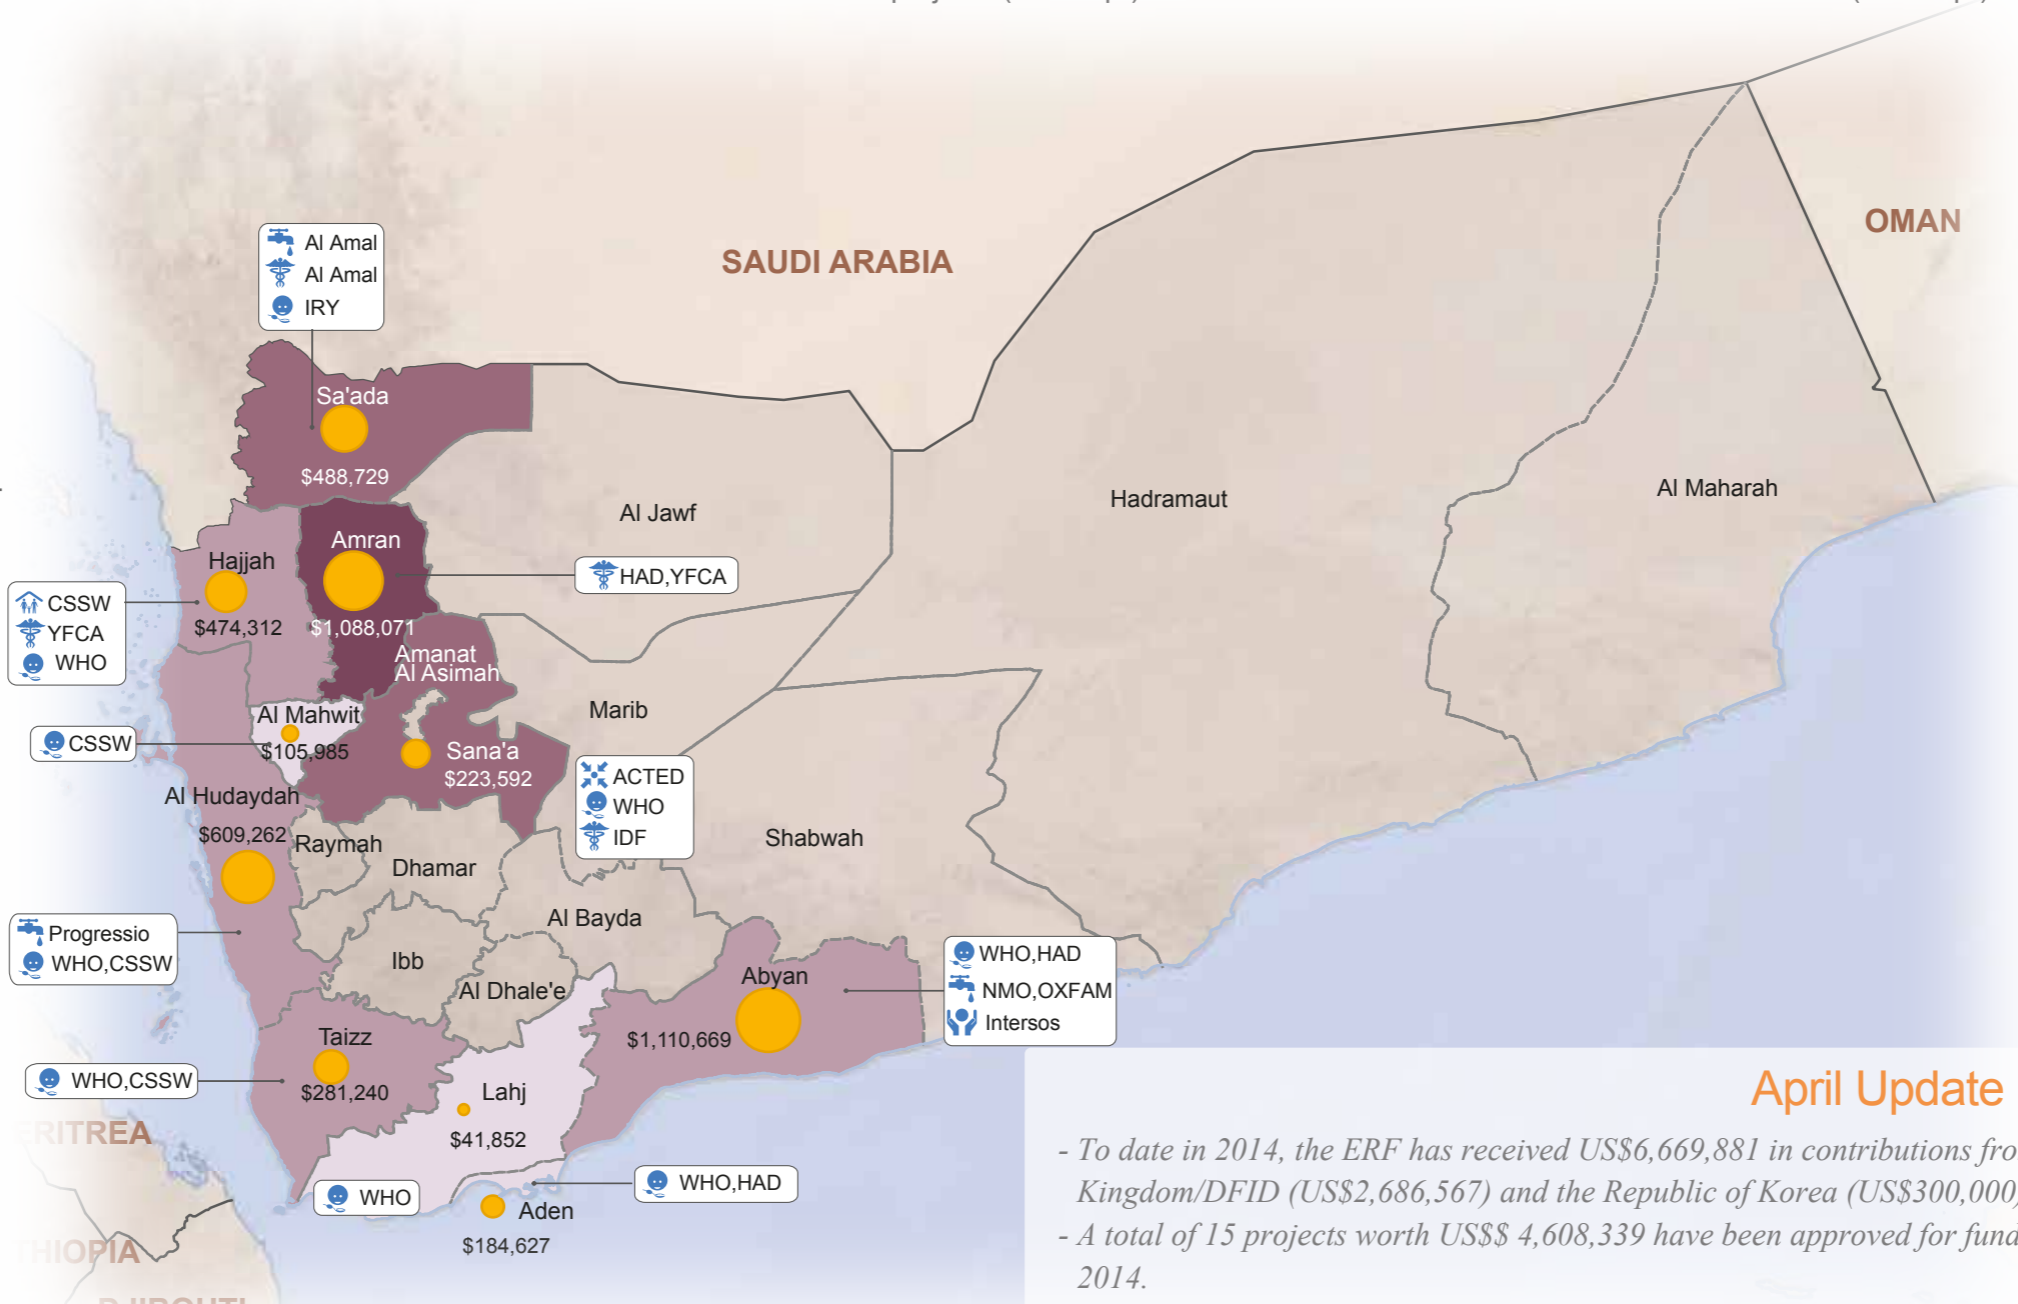 SAUDI ARABIA
OMAN
Al Amal
Al Amal
IRY
Sa'ada
$488,729
Al Jawf
Hadramaut
Al Maharah
Hajjah
$474,312
Amran
$1,088,071
HAD,YFCA
CSSW
YFCA
WHO
Amanat
Al Asimah
Marib
Al Mahwit
$105,985
CSSW
Sana'a
$223,592
ACTED
WHO
IDF
Al Hudaydah
$609,262
Raymah
Dhamar
Shabwah
Al Bayda
Progressio
WHO,CSSW
Ibb
Al Dhale'e
Abyan
$1,110,669
WHO,HAD
NMO,OXFAM
Intersos
Taizz
$281,240
WHO,CSSW
Lahj
$41,852
WHO
WHO,HAD
Aden
$184,627
ERITREA
THIOPIA
April Update
- To date in 2014, the ERF has received US$6,669,881 in contributions fro
Kingdom/DFID (US$2,686,567) and the Republic of Korea (US$300,000)
- A total of 15 projects worth US$$ 4,608,339 have been approved for fund
2014.